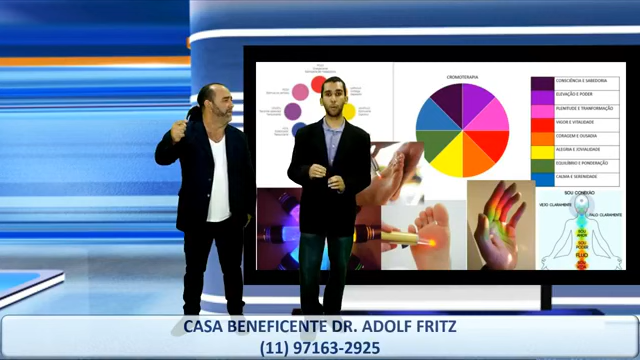 CROMOTERAPIA
CONSCIÊNCIA E SABEDORIA
ELEVAÇÃO E PODER
PLENITUDE E TRANFORMAÇÃO
VIGOR E VITALIDADE
CORAGEM E OUSADIA
ALEGRIA E JOVIALIDADE
EQUILÍBRIO E PONDERAÇÃO
CALMA E SERENIDADE
SOU CONEXÃO
VEJO CLARAMENTE
FALO CLARAMENTE
SOU AMOR
SOU PODER
FLUO
CASA BENEFICENTE DR. ADOLF FRITZ
(11) 97163-2925